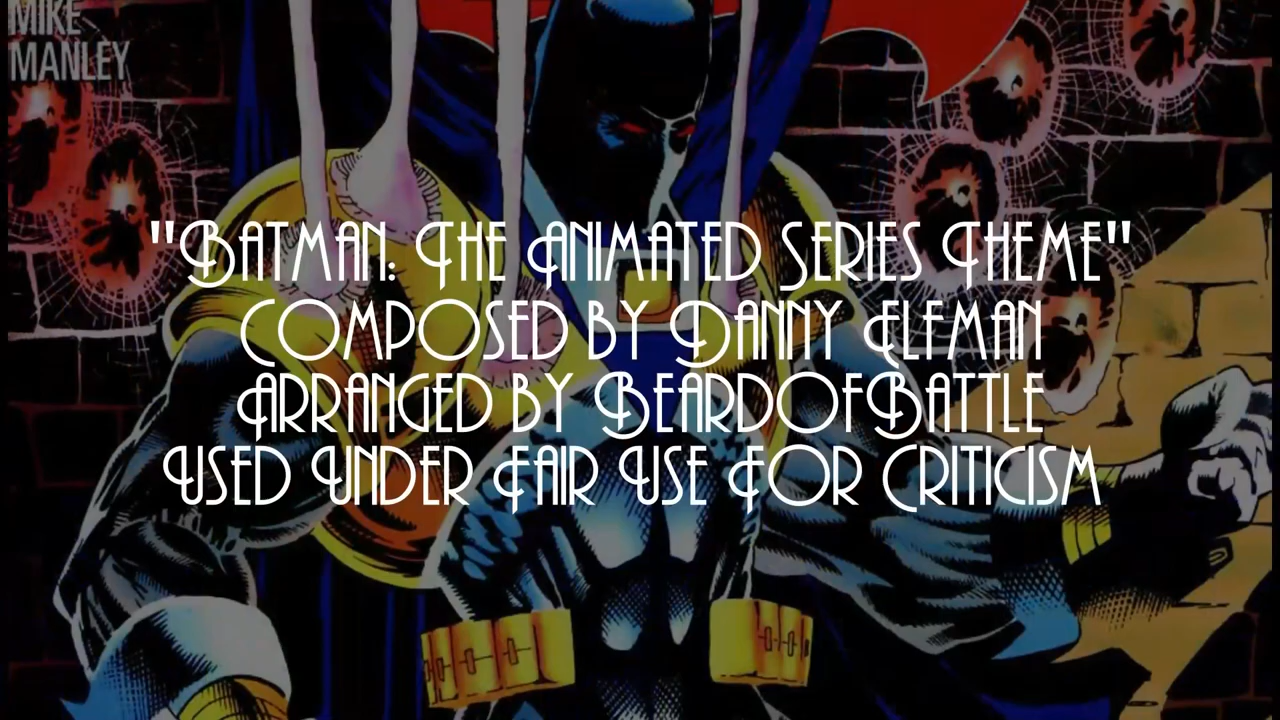 MIKE
MANLEY
"Batman: The Animated Series Theme"
Composed by Danny Elfman
Arranged by BeardofBattle
Used Under Fair Use For Criticism